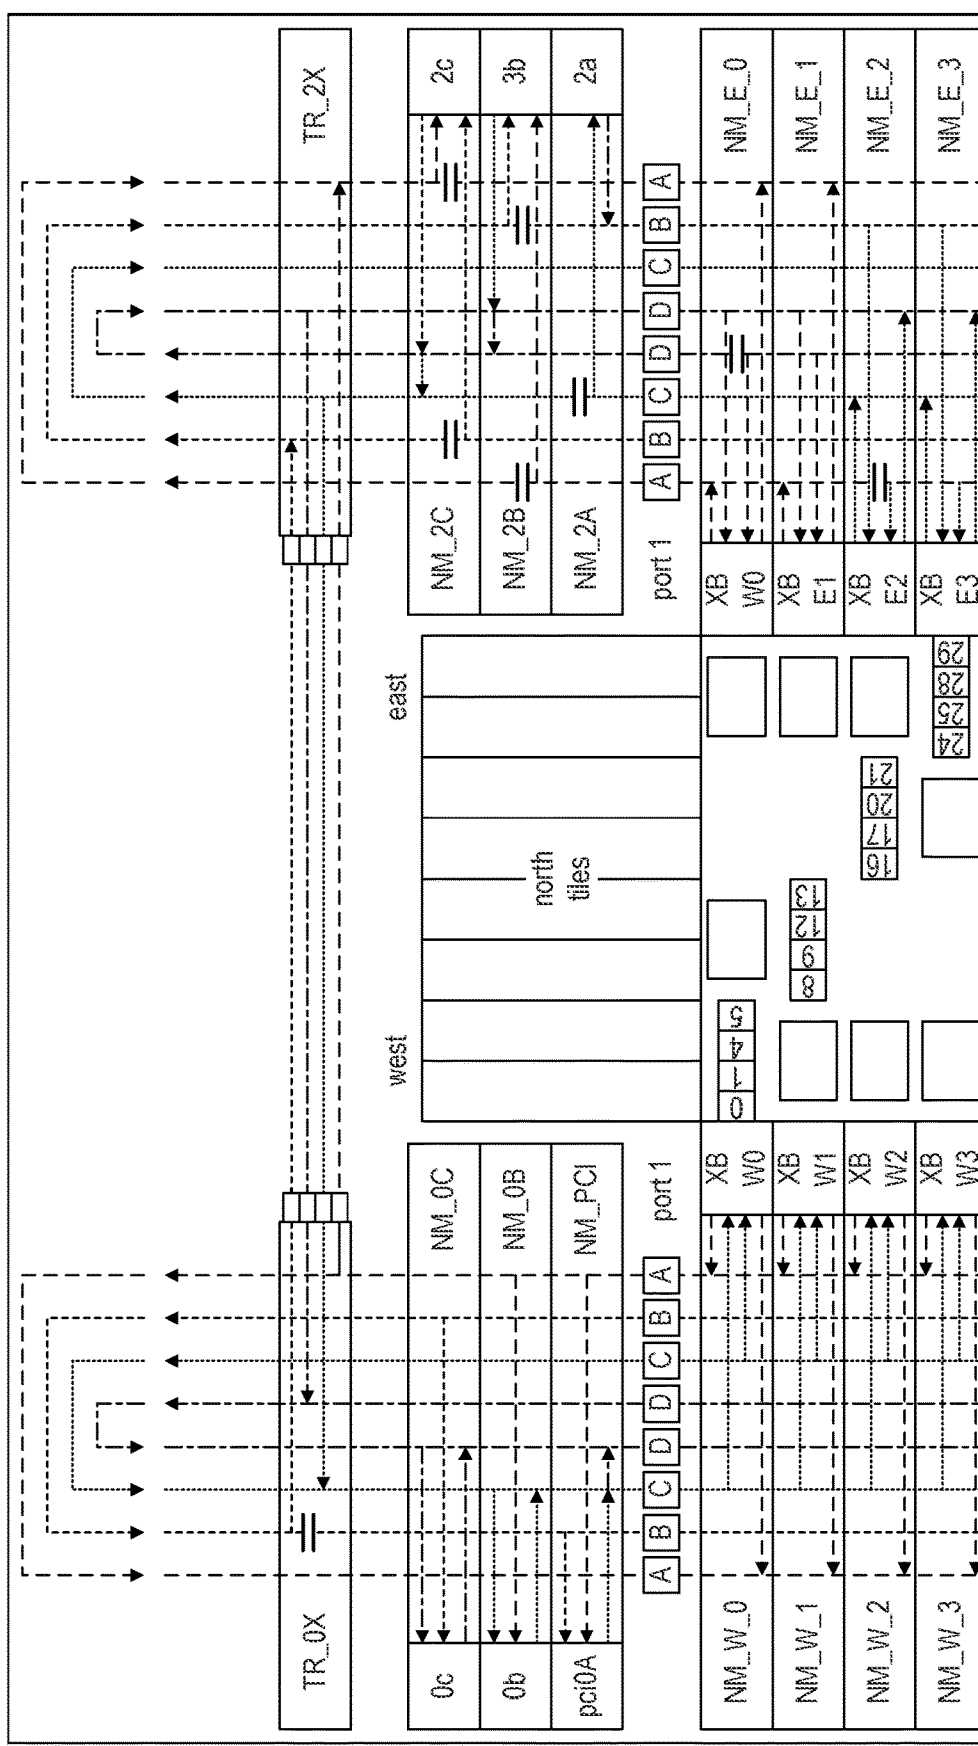 TR_0X TR_2X
west east
0c NM_0C NM_2C 2c
0b NM_0B NM_2B 3b
north
tiles
pci0A NM_PCI NM_2A 2a
A B C D D C B A port 1 port 1 A B C D D C B A
XB XB
NM_W_0 0 1 4 5 NM_E_0
W0 W0
XB XB
NM_W_1 8 9 12 13 NM_E_1
W1 E1
XB XB
NM_W_2 16 17 20 21 NM_E_2
W2 E2
XB XB
NM_W_3 24 25 28 29 NM_E_3
W3 E3